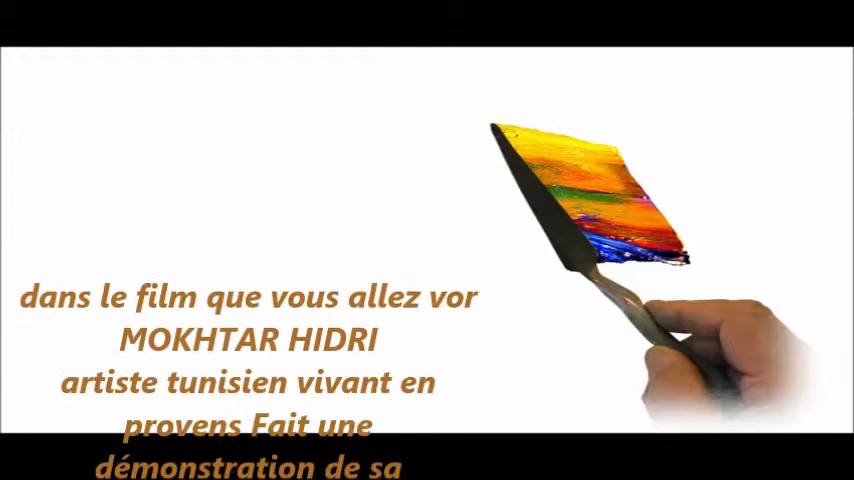 dans le film que vous allez vor
MOKHTAR HIDRI
artiste tunisien vivant en
provens Fait une
démonstration de sa